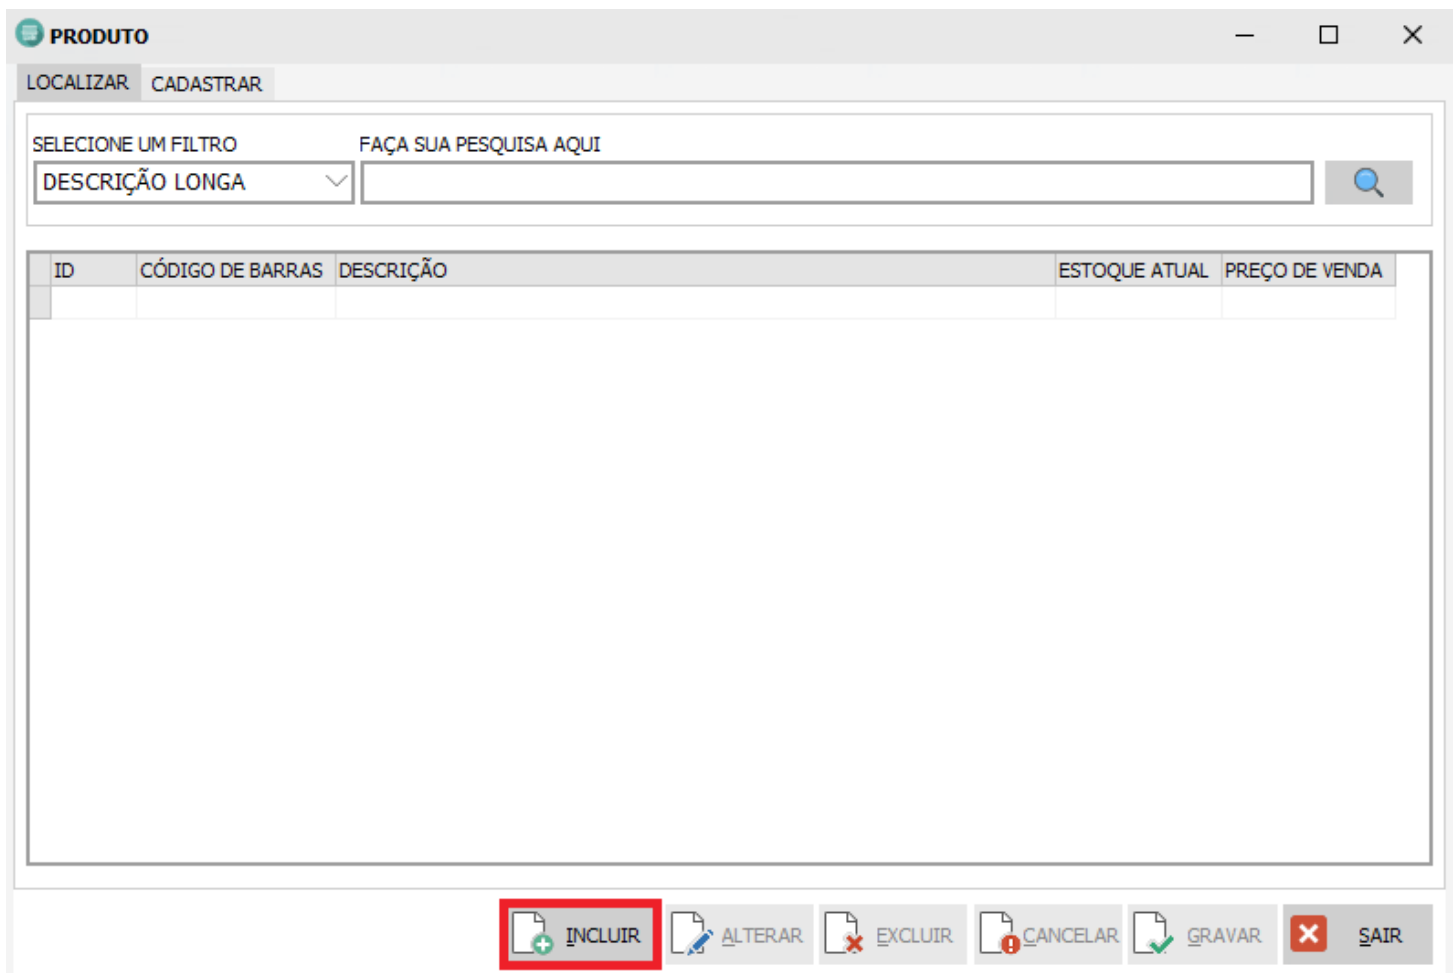 PRODUTO
LOCALIZAR CADASTRAR
SELECIONE UM FILTRO FAÇA SUA PESQUISA AQUI
DESCRIÇÃO LONGA
ID CÓDIGO DE BARRAS DESCRIÇÃO ESTOQUE ATUAL PREÇO DE VENDA
INCLUIR ALTERAR EXCLUIR CANCELAR GRAVAR SAIR